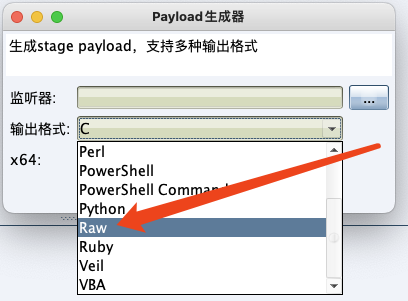 Payload生成器
生成stage payload，支持多种输出格式
监听器:
...
输出格式: C
x64:
Perl
PowerShell
PowerShell Command
Python
Raw
Ruby
Veil
VBA